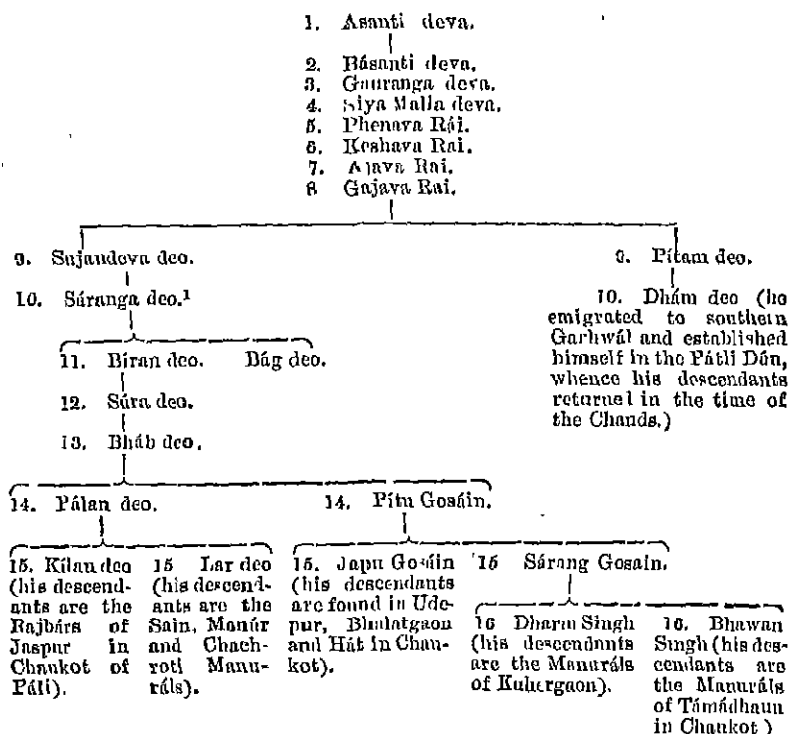 1. Asanti deva.
2. Básanti deva.
3. Gauranga deva.
4. Siya Malla deva.
5. Phenava Rái.
6. Keshava Rai.
7. Ajava Rai.
8 Gajava Rai.
9. Sujandeva deo.
9. Pítam deo.
10. Sáranga deo.¹
10. Dhám deo (he
emigrated to southern
Garhwál and established
himself in the Pátli Dún,
whence his descendants
returned in the time of
the Chands.)
11. Bíran deo. Bág deo.
12. Súra deo.
13. Bháb deo.
14. Pálan deo.
14. Pítu Gosáin.
15. Kílan deo
(his descend-
ants are the
Rajbárs of
Jaspur in
Chaukot of
Páli).
15 Lar deo
(his descend-
ants are the
Sain, Manúr
and Chach-
roti Manu-
ráls).
15. Japu Gosáin
(his descendants
are found in Ude-
pur, Bhalatgaon
and Hát in Chau-
kot).
15 Sárang Gosain.
16 Dharm Singh
(his descendants
are the Manuráls
of Kuhergaon).
16. Bhawan
Singh (his des-
cendants are
the Manuráls
of Támádhaun
in Chaukot)